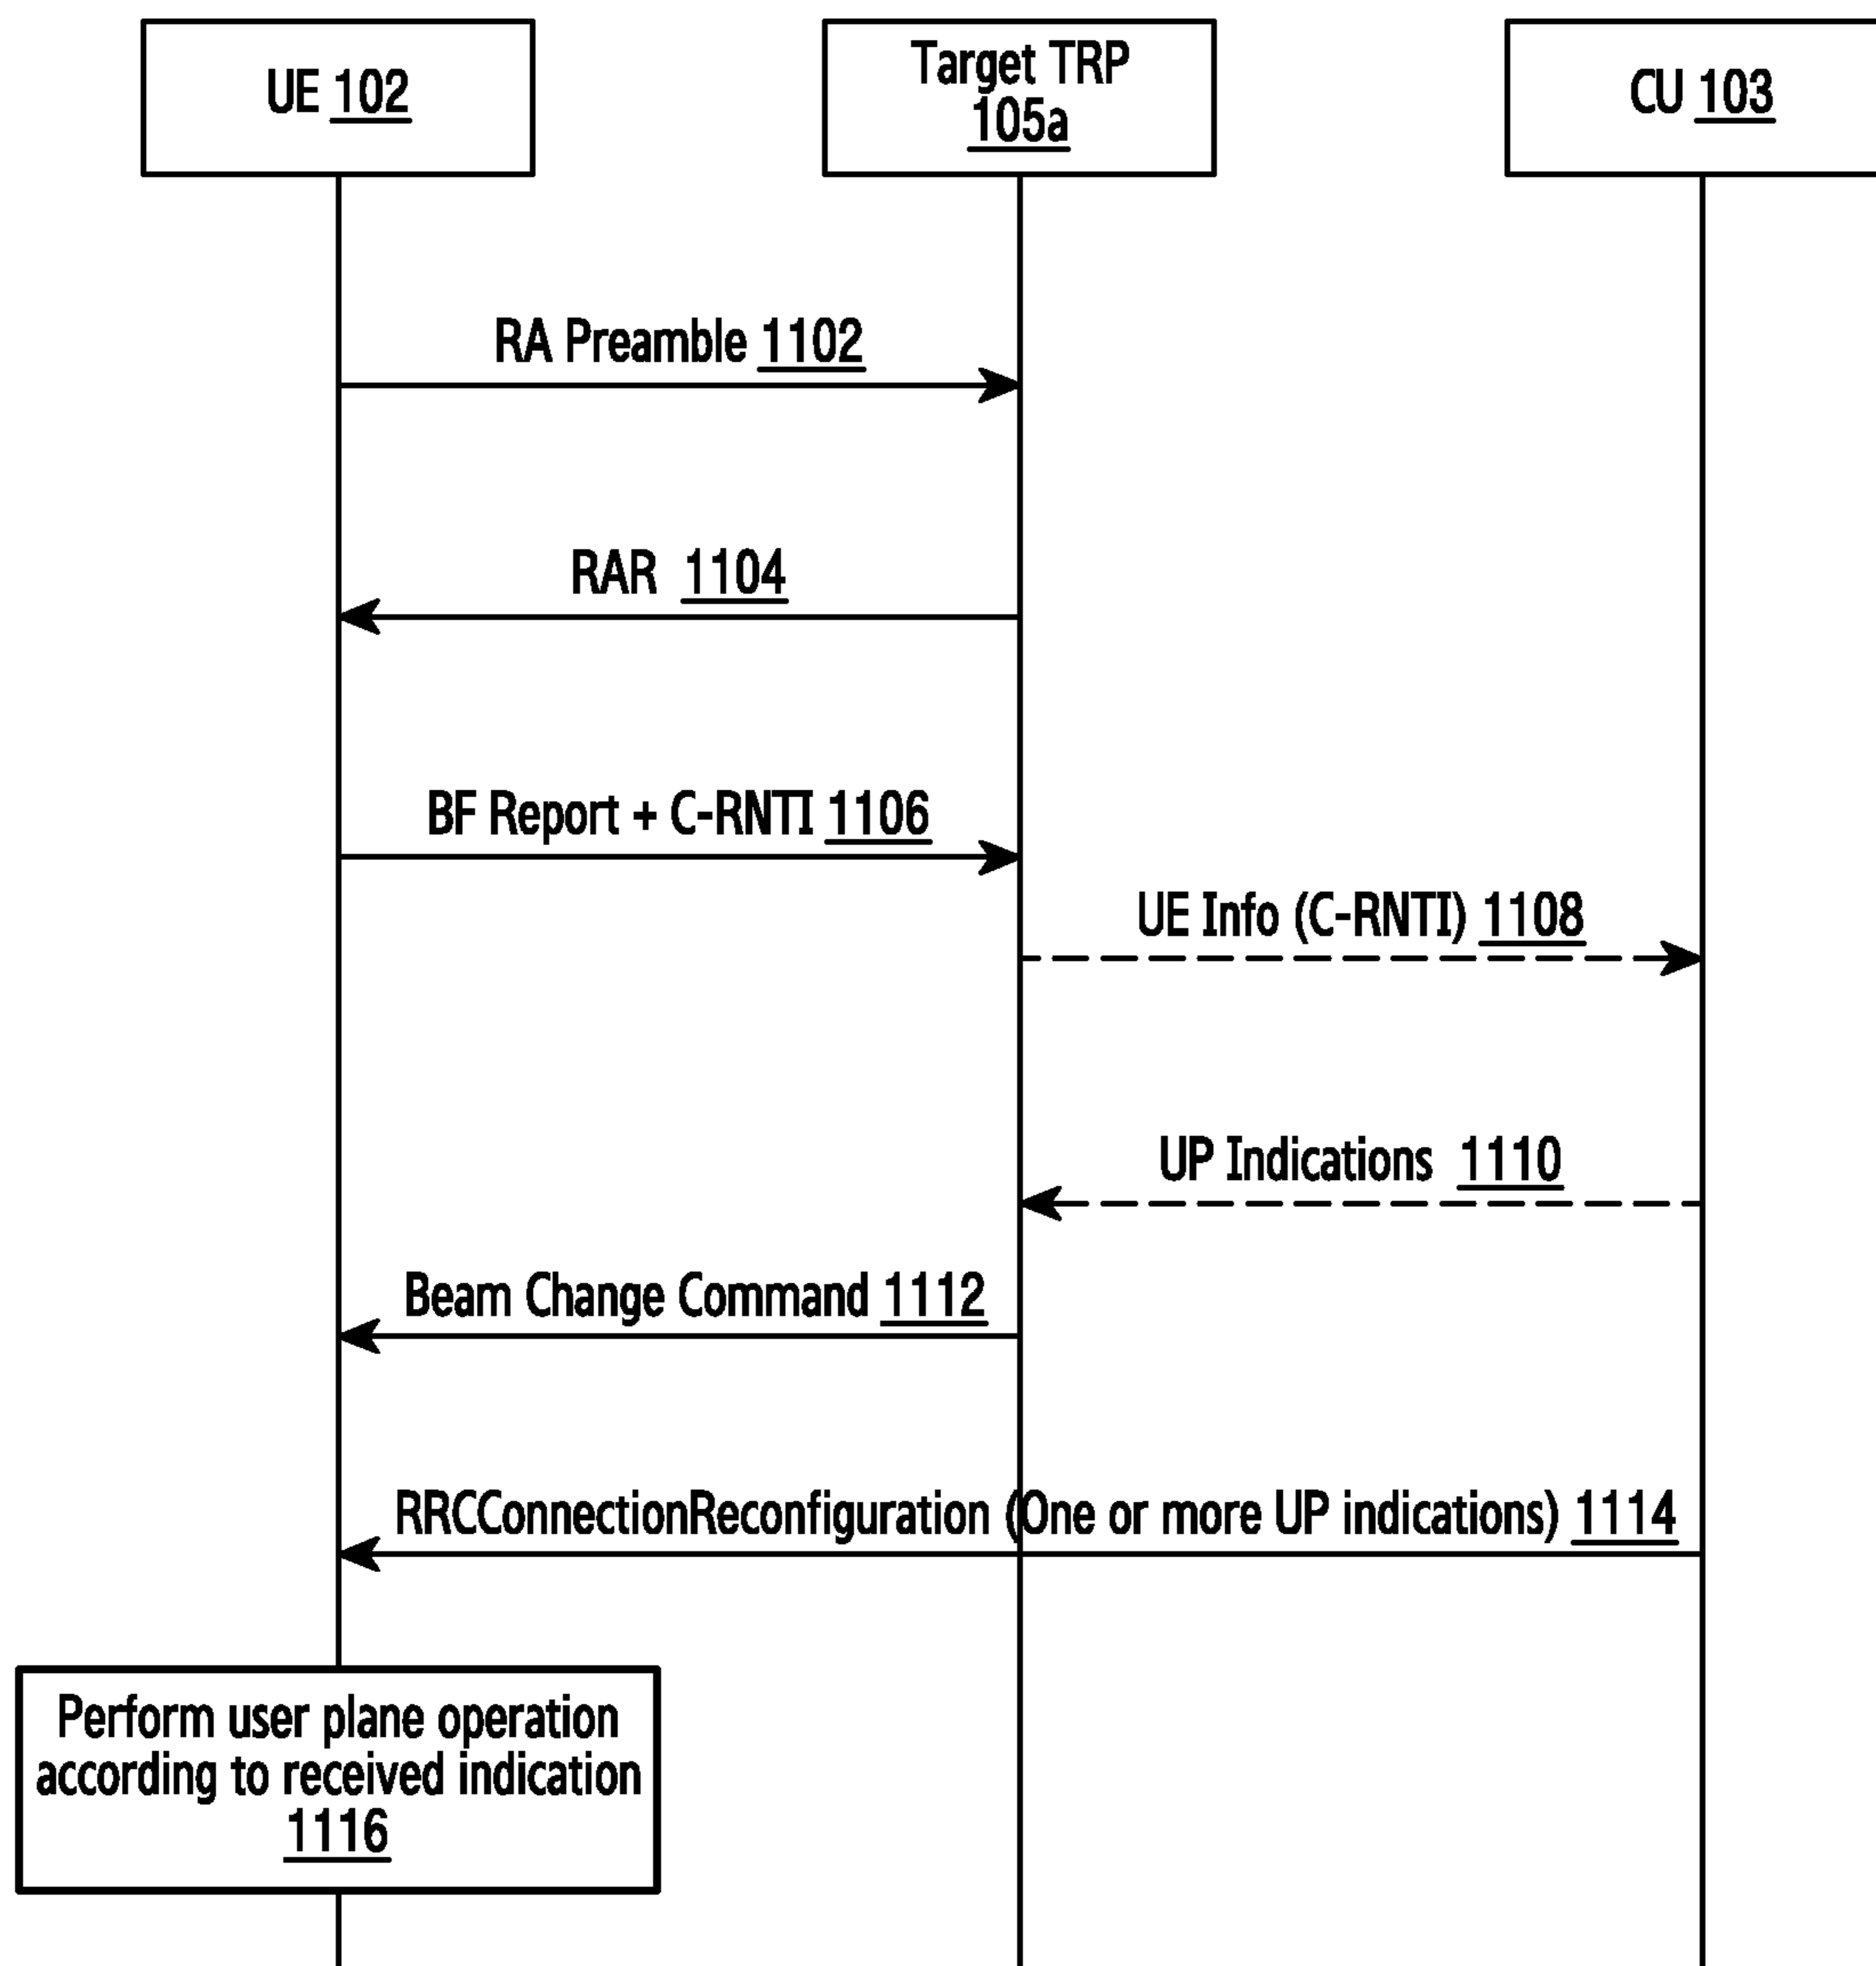 UE 102
Target TRP
105a
CU 103
RA Preamble 1102
RAR 1104
BF Report + C-RNTI 1106
UE Info (C-RNTI) 1108
UP Indications 1110
Beam Change Command 1112
RRCConnectionReconfiguration (One or more UP indications) 1114
Perform user plane operation
according to received indication
1116